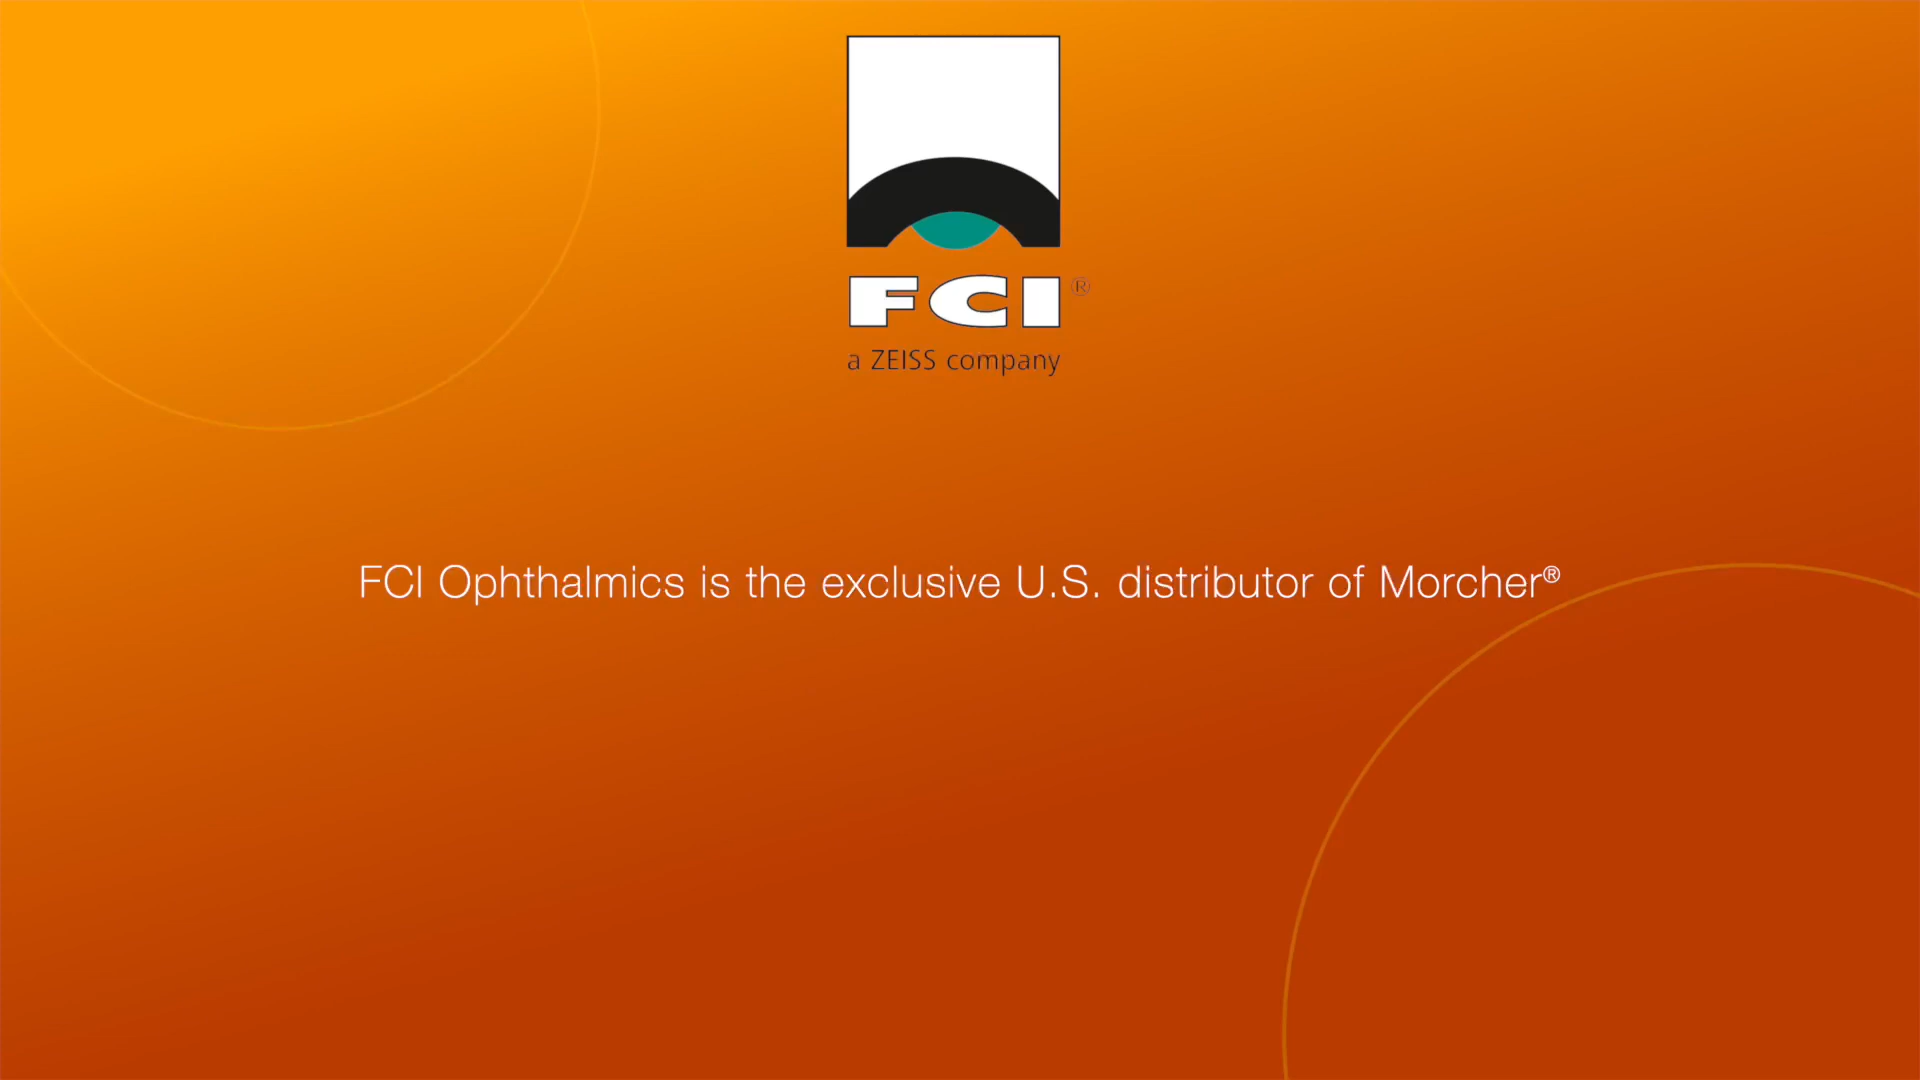 FCI®
a ZEISS company
FCI Ophthalmics is the exclusive U.S. distributor of Morcher®